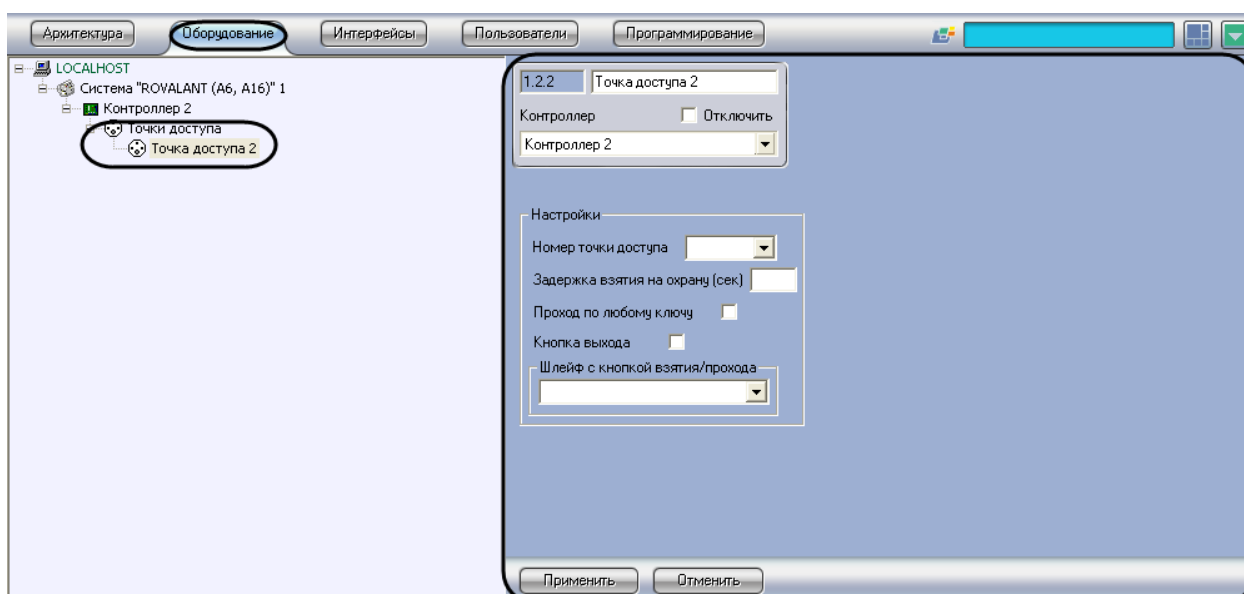 Архитектура Оборудование Интерфейсы Пользователи Программирование
LOCALHOST
Система "ROVALANT (A6, A16)" 1
Контроллер 2
Точки доступа
Точка доступа 2
1.2.2 Точка доступа 2
Контроллер Отключить
Контроллер 2
Настройки
Номер точки доступа
Задержка взятия на охрану (сек)
Проход по любому ключу
Кнопка выхода
Шлейф с кнопкой взятия/прохода
Применить Отменить